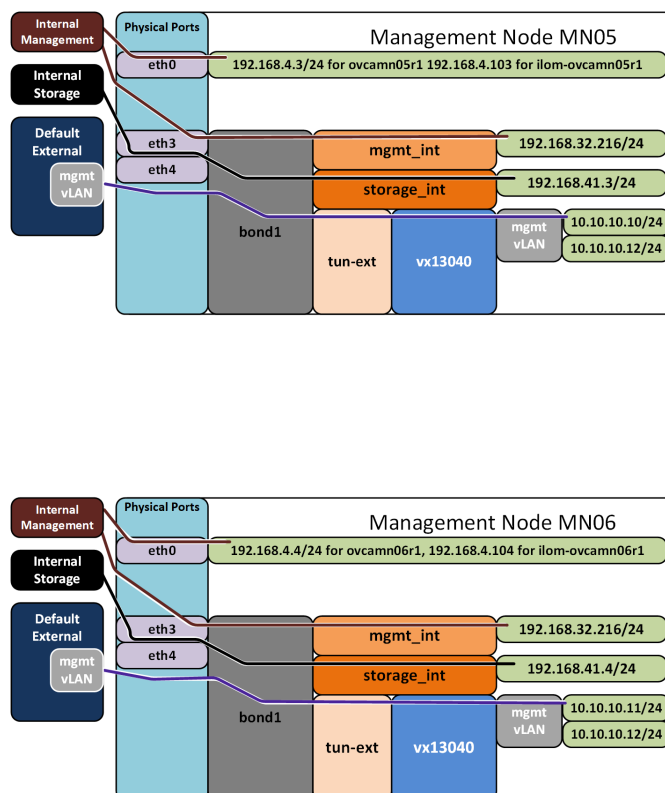 Internal
Management
Physical Ports
Management Node MN05
eth0
192.168.4.3/24 for ovcamn05r1 192.168.4.103 for ilom-ovcamn05r1
Internal
Storage
Default
External
mgmt
vLAN
eth3
eth4
bond1
mgmt_int
192.168.32.216/24
storage_int
192.168.41.3/24
tun-ext
vx13040
mgmt
vLAN
10.10.10.10/24
10.10.10.12/24
Internal
Management
Physical Ports
Management Node MN06
eth0
192.168.4.4/24 for ovcamn06r1, 192.168.4.104 for ilom-ovcamn06r1
Internal
Storage
Default
External
mgmt
vLAN
eth3
eth4
bond1
mgmt_int
192.168.32.216/24
storage_int
192.168.41.4/24
tun-ext
vx13040
mgmt
vLAN
10.10.10.11/24
10.10.10.12/24